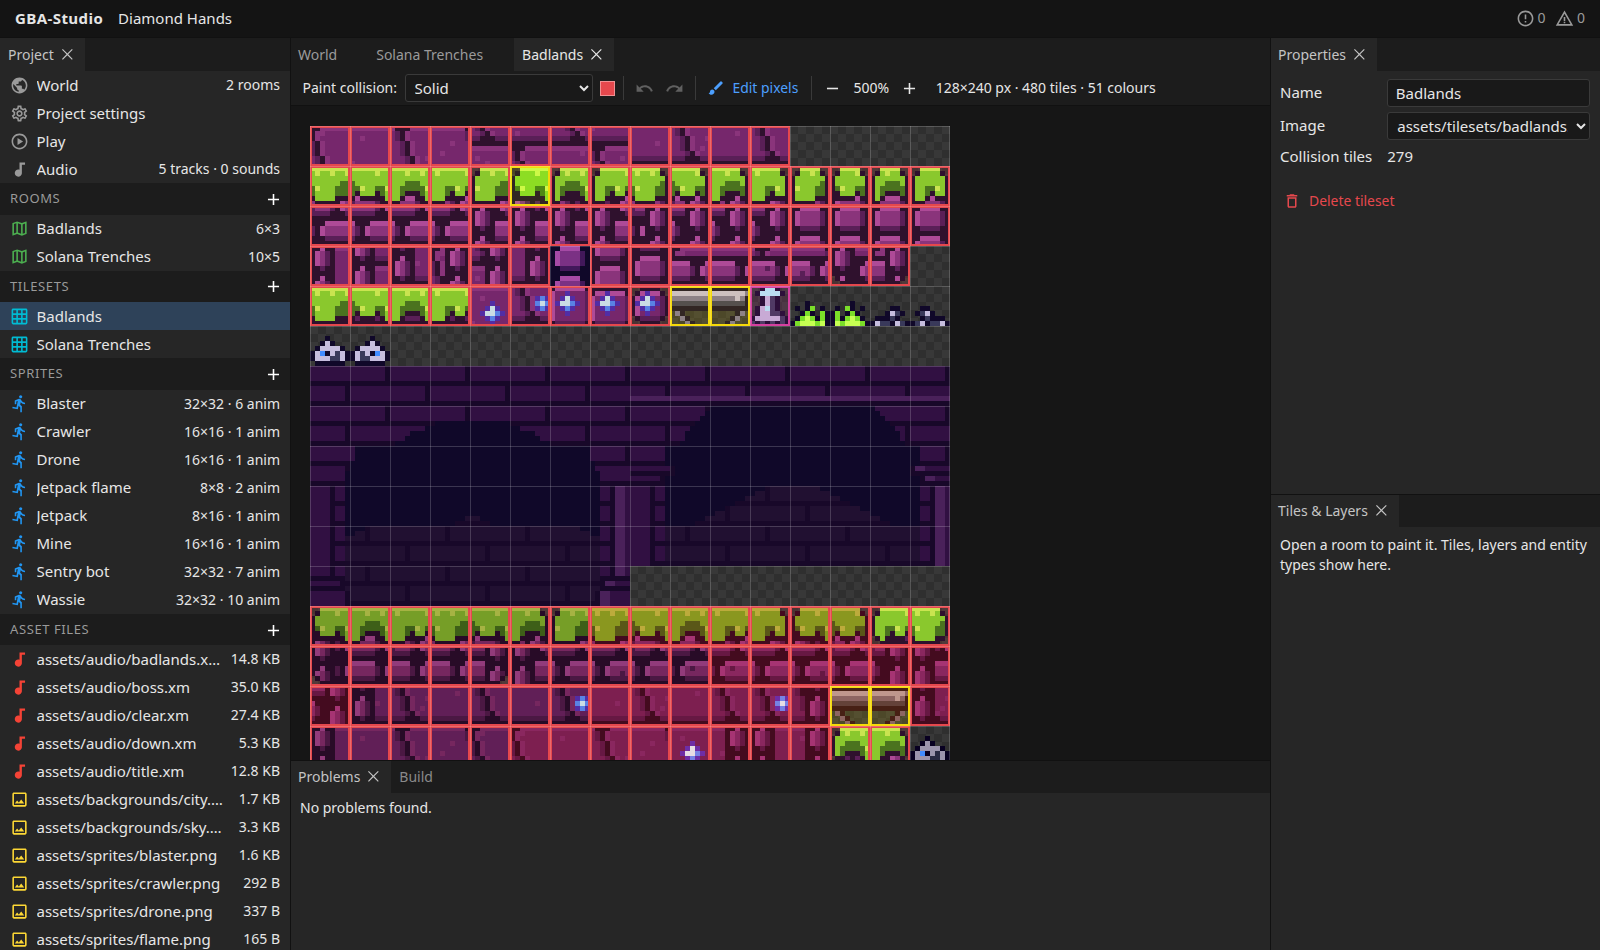 GBA-Studio Diamond Hands 0 0
Project
World 2 rooms
Project settings
Play
Audio 5 tracks · 0 sounds
ROOMS
Badlands 6×3
Solana Trenches 10×5
TILESETS
Badlands
Solana Trenches
SPRITES
Blaster 32×32 · 6 anim
Crawler 16×16 · 1 anim
Drone 16×16 · 1 anim
Jetpack flame 8×8 · 2 anim
Jetpack 8×16 · 1 anim
Mine 16×16 · 1 anim
Sentry bot 32×32 · 7 anim
Wassie 32×32 · 10 anim
ASSET FILES
assets/audio/badlands.x... 14.8 KB
assets/audio/boss.xm 35.0 KB
assets/audio/clear.xm 27.4 KB
assets/audio/down.xm 5.3 KB
assets/audio/title.xm 12.8 KB
assets/backgrounds/city.... 1.7 KB
assets/backgrounds/sky.... 3.3 KB
assets/sprites/blaster.png 1.6 KB
assets/sprites/crawler.png 292 B
assets/sprites/drone.png 337 B
assets/sprites/flame.png 165 B
World Solana Trenches Badlands
Paint collision: Solid Edit pixels 500% 128×240 px · 480 tiles · 51 colours
Problems Build
No problems found.
Properties
Name Badlands
Image assets/tilesets/badlands
Collision tiles 279
Delete tileset
Tiles & Layers
Open a room to paint it. Tiles, layers and entity
types show here.